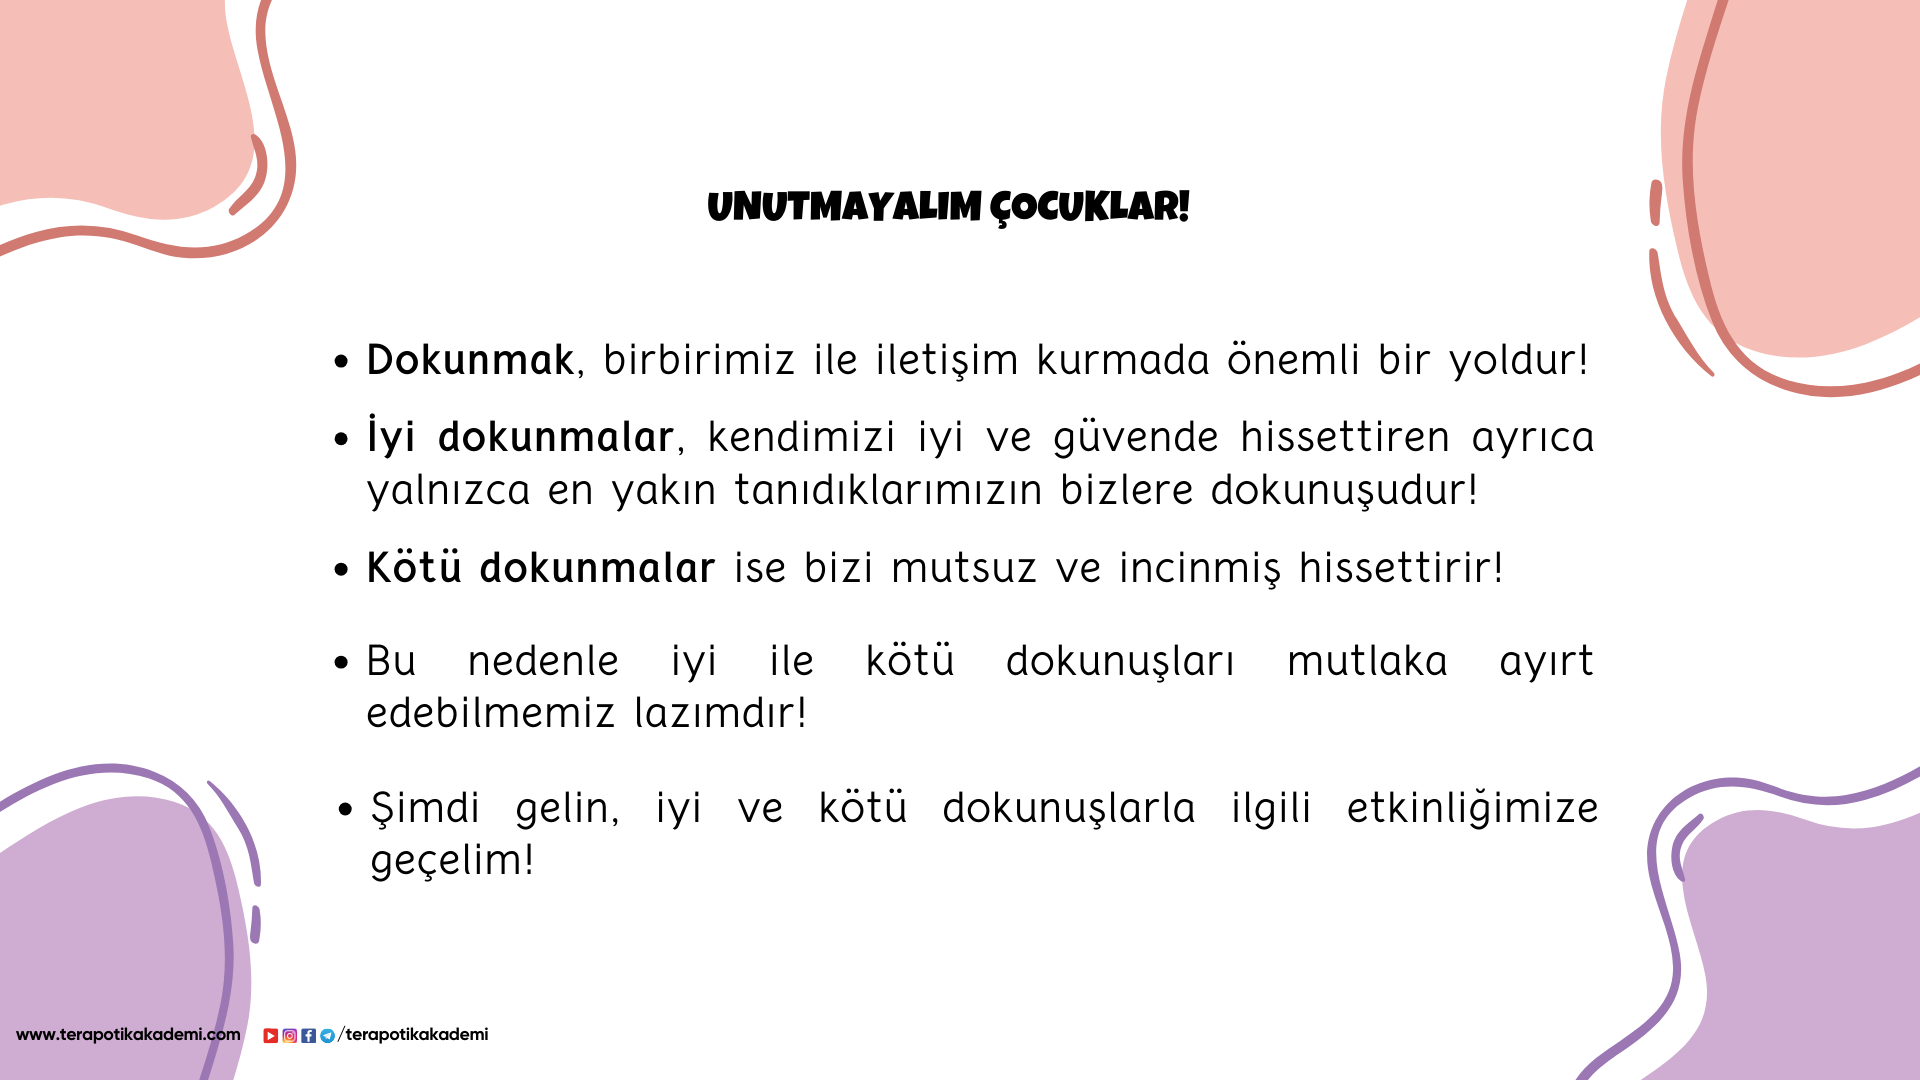 UNUTMAYALIM ÇOCUKLAR!
• Dokunmak, birbirimiz ile iletişim kurmada önemli bir yoldur!
• İyi dokunmalar, kendimizi iyi ve güvende hissettiren ayrıca
yalnızca en yakın tanıdıklarımızın bizlere dokunuşudur!
• Kötü dokunmalar ise bizi mutsuz ve incinmiş hissettirir!
• Bu nedenle iyi ile kötü dokunuşları mutlaka ayırt
edebilmemiz lazımdır!
• Şimdi gelin, iyi ve kötü dokunuşlarla ilgili etkinliğimize
geçelim!
www.terapotikakademi.com /terapotikakademi